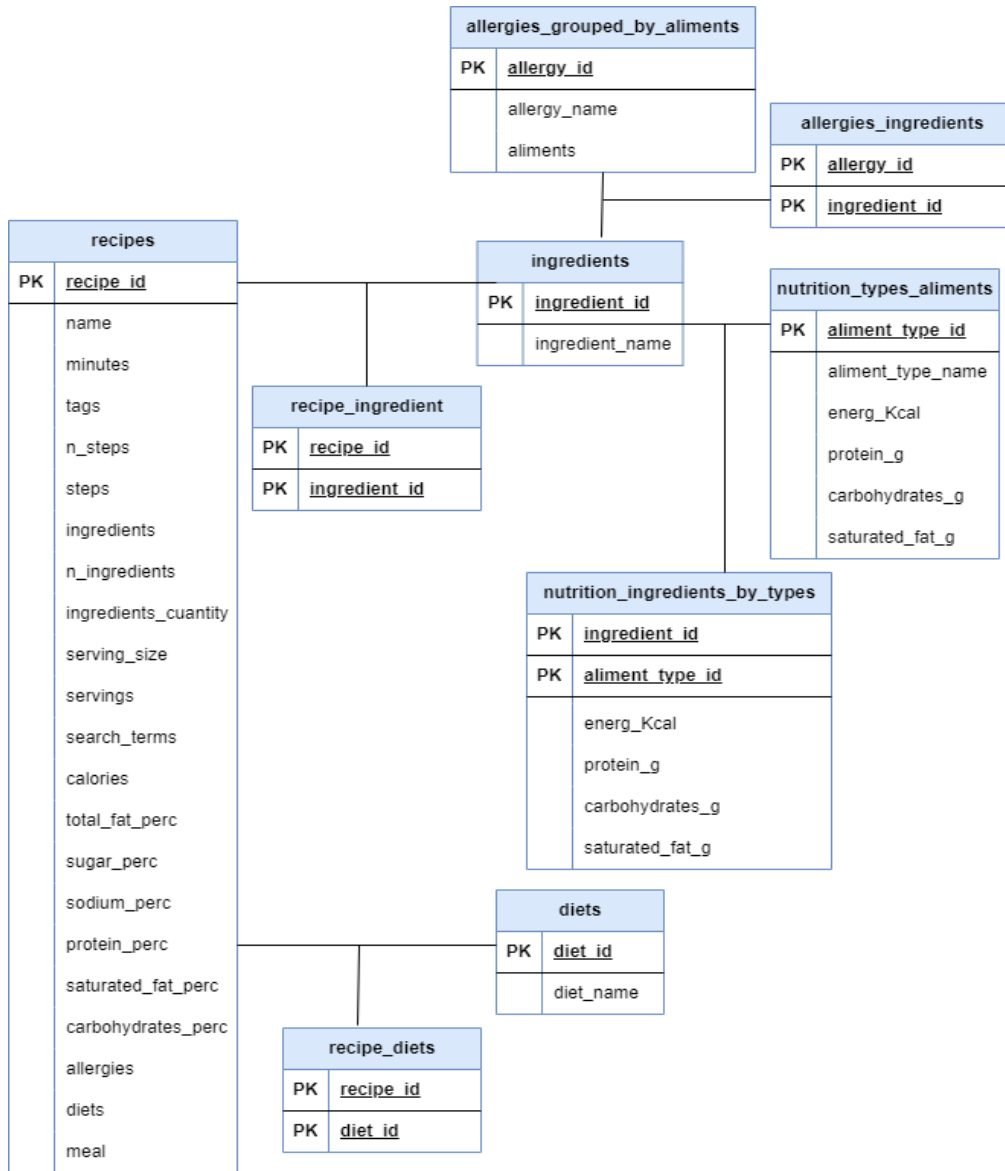 allergies_grouped_by_aliments
PK allergy_id
allergy_name
aliments
allergies_ingredients
PK allergy_id
PK ingredient_id
recipes
PK recipe_id
name
minutes
tags
n_steps
steps
ingredients
n_ingredients
ingredients_cuantity
serving_size
servings
search_terms
calories
total_fat_perc
sugar_perc
sodium_perc
protein_perc
saturated_fat_perc
carbohydrates_perc
allergies
diets
meal
ingredients
PK ingredient_id
ingredient_name
nutrition_types_aliments
PK aliment_type_id
aliment_type_name
energ_Kcal
protein_g
carbohydrates_g
saturated_fat_g
recipe_ingredient
PK recipe_id
PK ingredient_id
nutrition_ingredients_by_types
PK ingredient_id
PK aliment_type_id
energ_Kcal
protein_g
carbohydrates_g
saturated_fat_g
diets
PK diet_id
diet_name
recipe_diets
PK recipe_id
PK diet_id